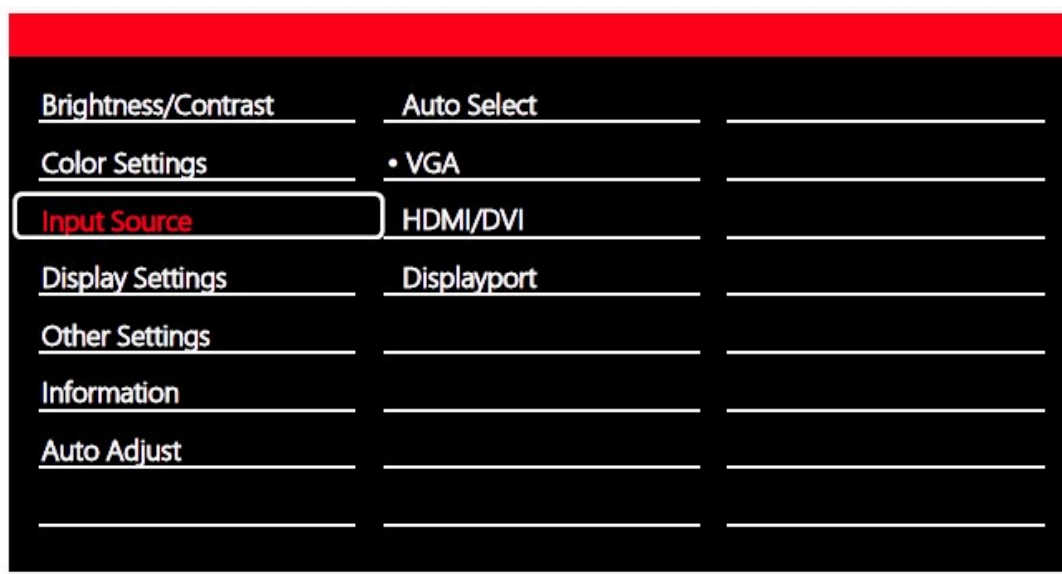 Brightness/Contrast
Auto Select
Color Settings
• VGA
Input Source
HDMI/DVI
Display Settings
Displayport
Other Settings
Information
Auto Adjust